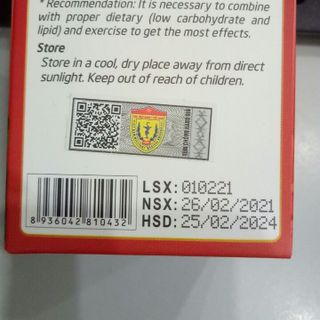 * Recommendation: It is necessary to combine
with proper dietary (low carbohydrate and
lipid) and exercise to get the most effects.
Store
Store in a cool, dry place away from direct
sunlight. Keep out of reach of children.
LSX: 010221
NSX: 26/02/2021
HSD: 25/02/2024
8 936042 810432